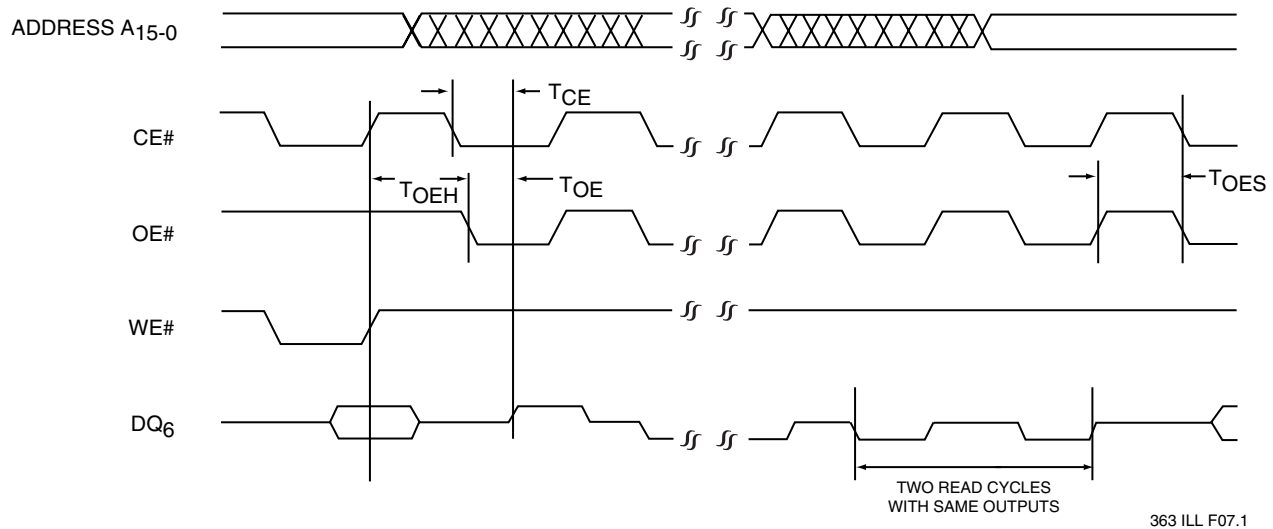 ADDRESS A15-0
TCE
CE#
TOEH
TOE
TOES
OE#
WE#
DQ6
TWO READ CYCLES
WITH SAME OUTPUTS
363 ILL F07.1